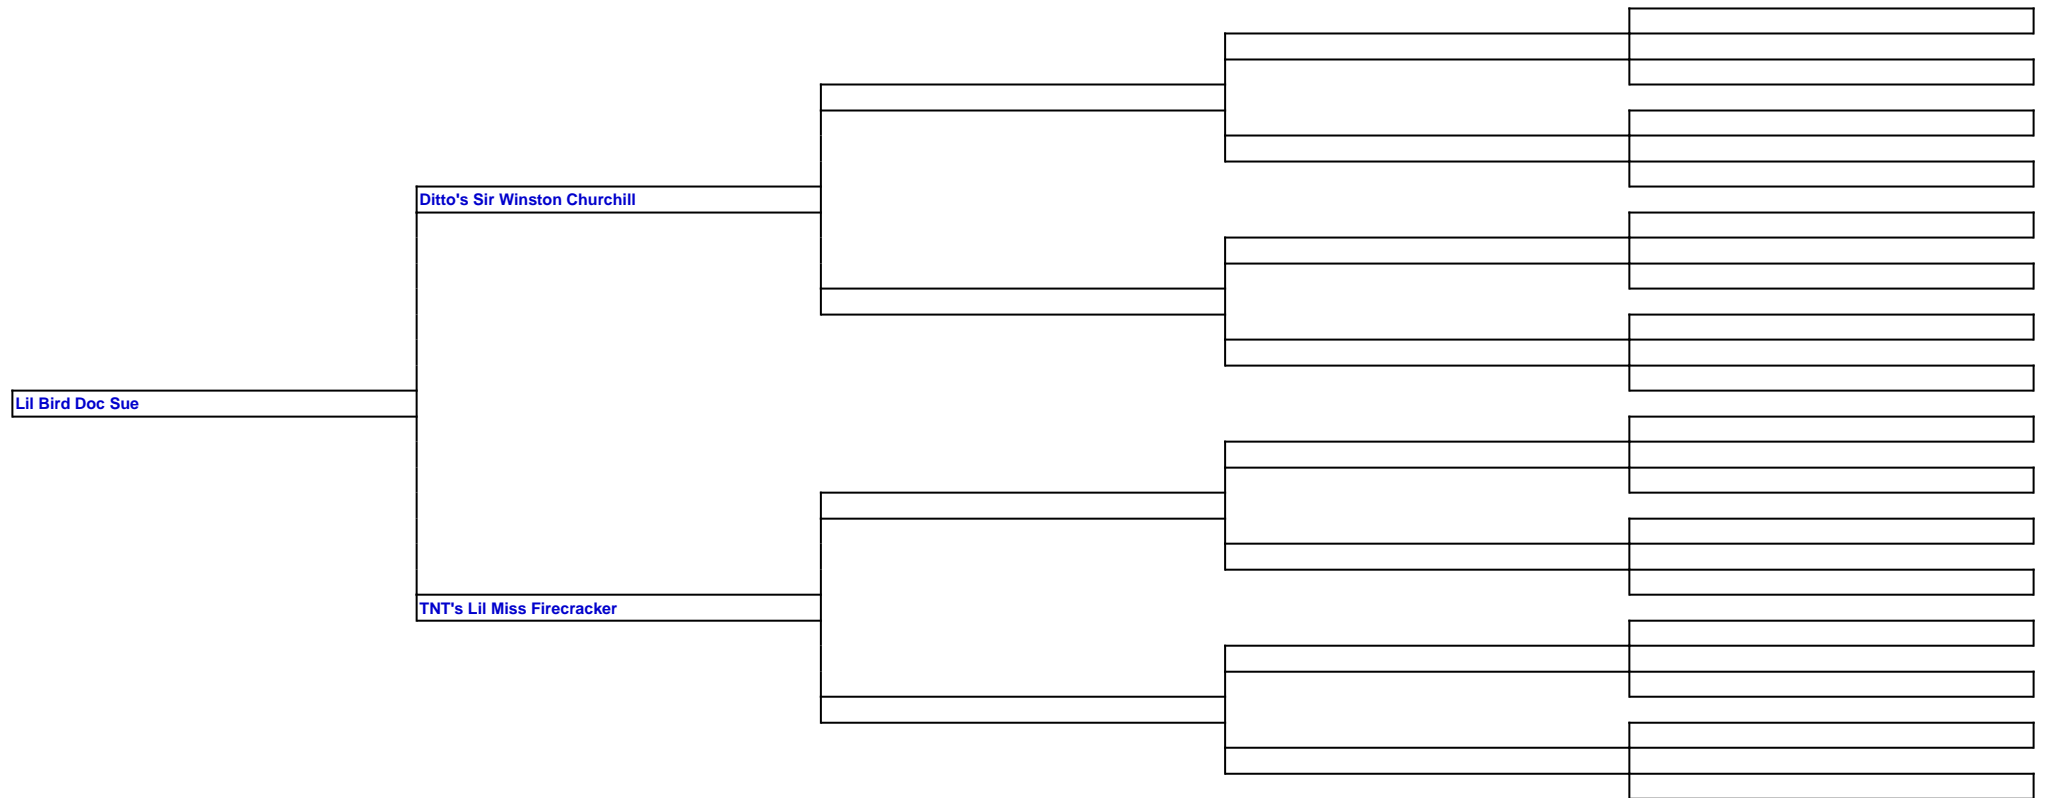 Ditto's Sir Winston Churchill
Lil Bird Doc Sue
TNT's Lil Miss Firecracker